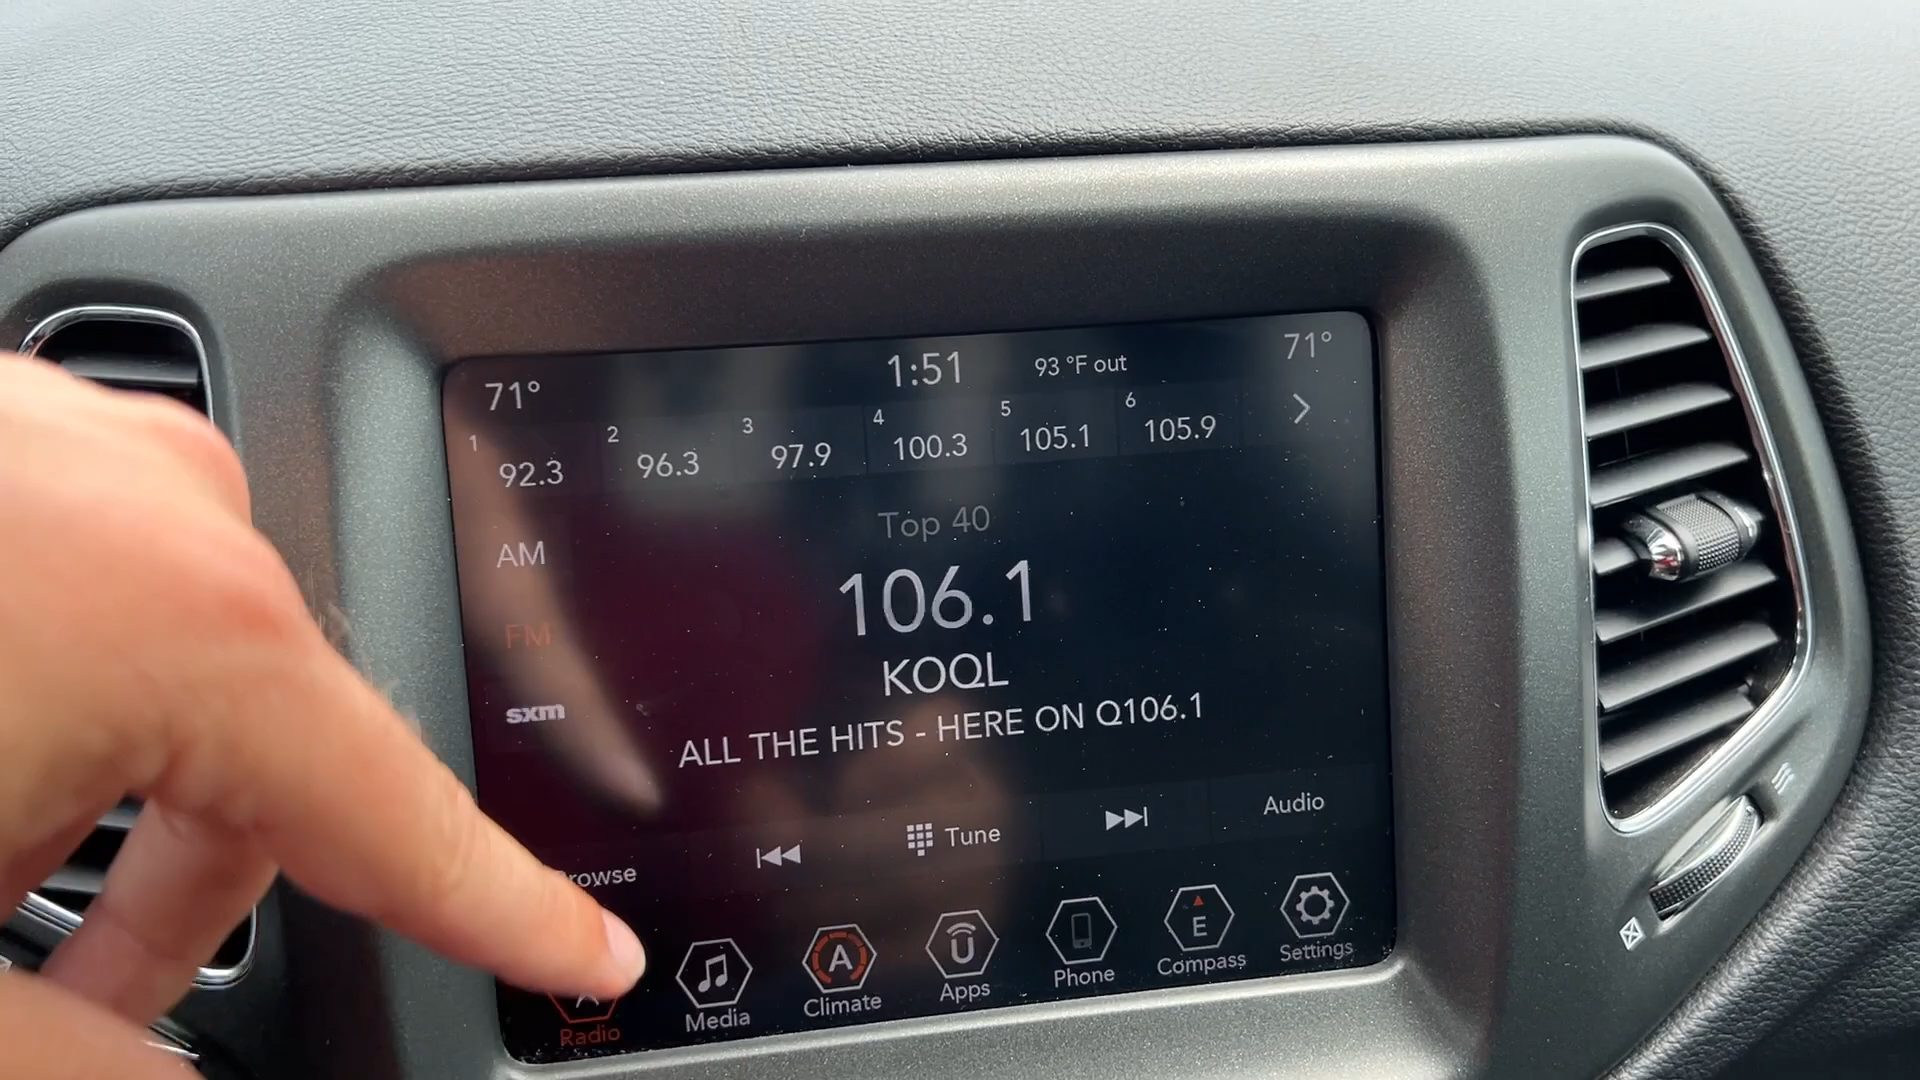 71° 1:51 93 °F out 71°
1 92.3 2 96.3 3 97.9 4 100.3 5 105.1 6 105.9
Top 40
AM
106.1
FM
KOQL
sxm
ALL THE HITS - HERE ON Q106.1
rowse Tune Audio
A E
Radio Media Climate Apps Phone Compass Settings